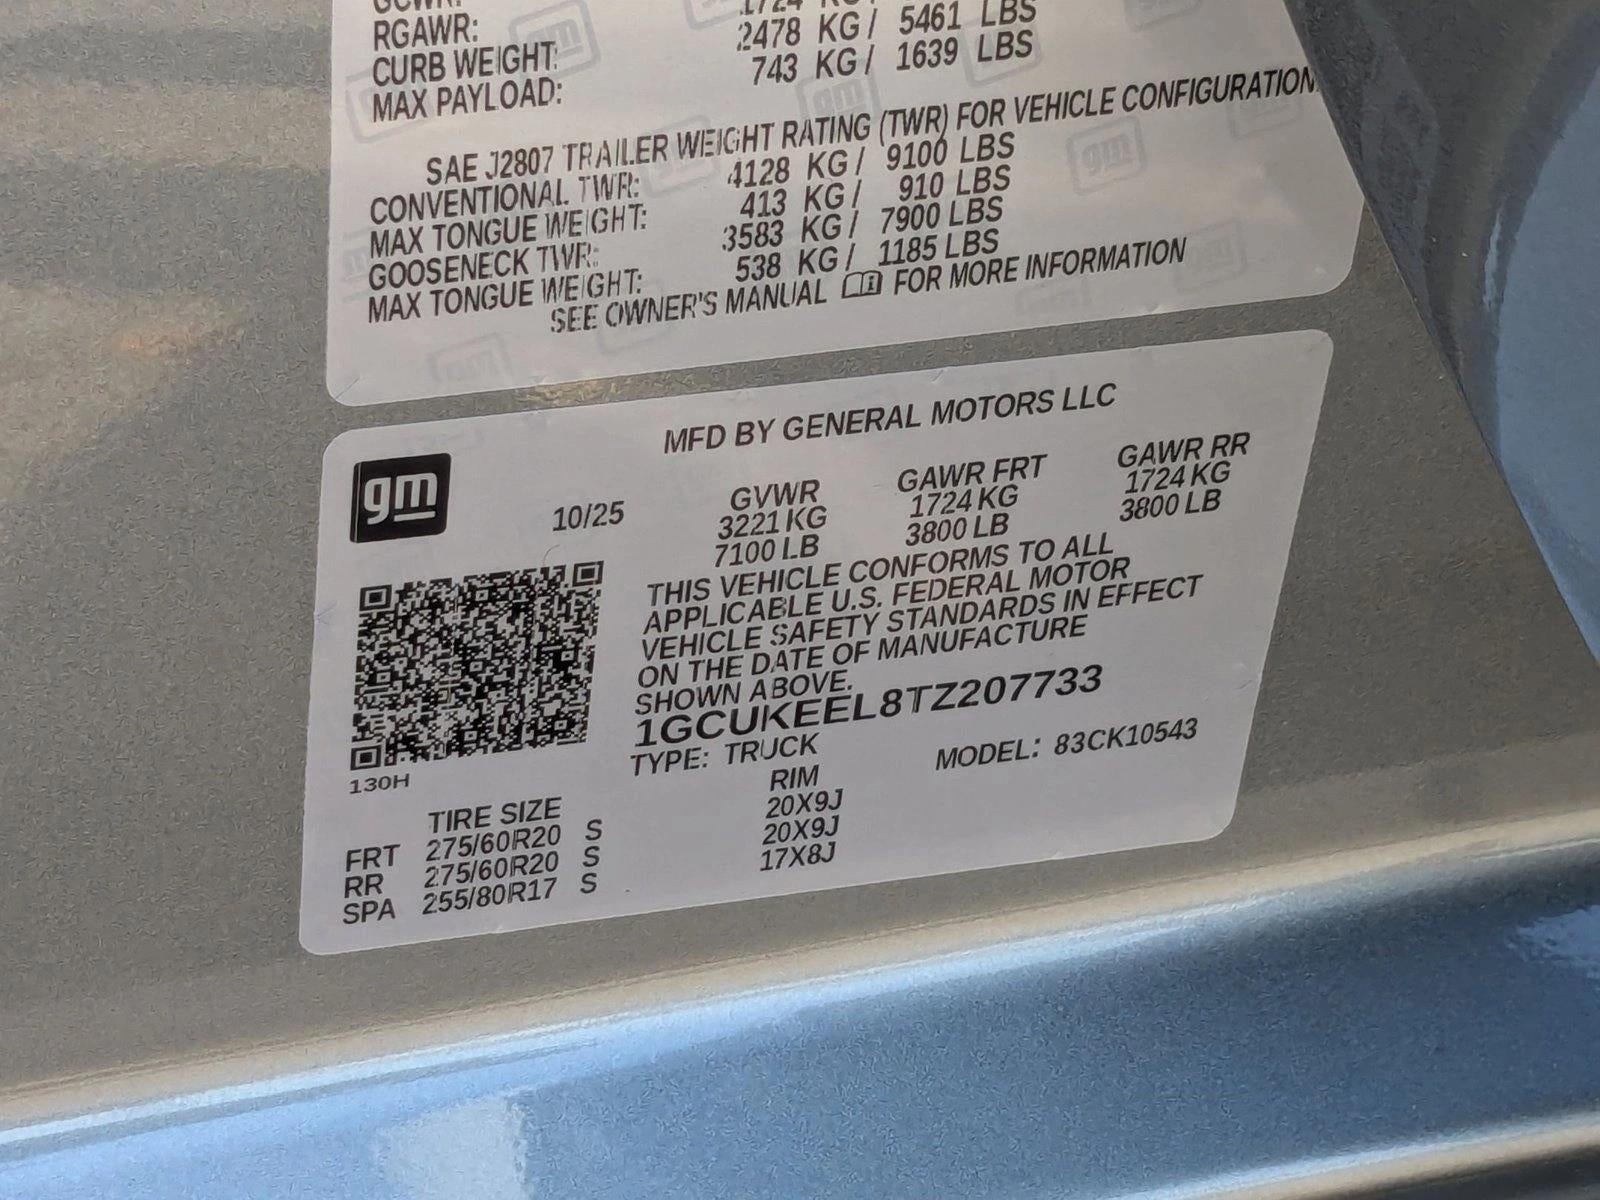 GCWR:
RGAWR: 1724 KG/
CURB WEIGHT: 2478 KG/ 5461 LBS
MAX PAYLOAD: 743 KG/ 1639 LBS
SAE J2807 TRAILER WEIGHT RATING (TWR) FOR VEHICLE CONFIGURATION
CONVENTIONAL TWR: 4128 KG/ 9100 LBS
MAX TONGUE WEIGHT: 413 KG/ 910 LBS
GOOSENECK TWR: 3583 KG/ 7900 LBS
MAX TONGUE WEIGHT: 538 KG/ 1185 LBS
SEE OWNER'S MANUAL FOR MORE INFORMATION
MFD BY GENERAL MOTORS LLC
gm
10/25 GVWR GAWR FRT GAWR RR
3221 KG 1724 KG 1724 KG
7100 LB 3800 LB 3800 LB
THIS VEHICLE CONFORMS TO ALL
APPLICABLE U.S. FEDERAL MOTOR
VEHICLE SAFETY STANDARDS IN EFFECT
ON THE DATE OF MANUFACTURE
SHOWN ABOVE.
1GCUKEEL8TZ207733
TYPE: TRUCK MODEL: 83CK10543
130H
TIRE SIZE RIM
FRT 275/60R20 S 20X9J
RR 275/60R20 S 20X9J
SPA 255/80R17 S 17X8J